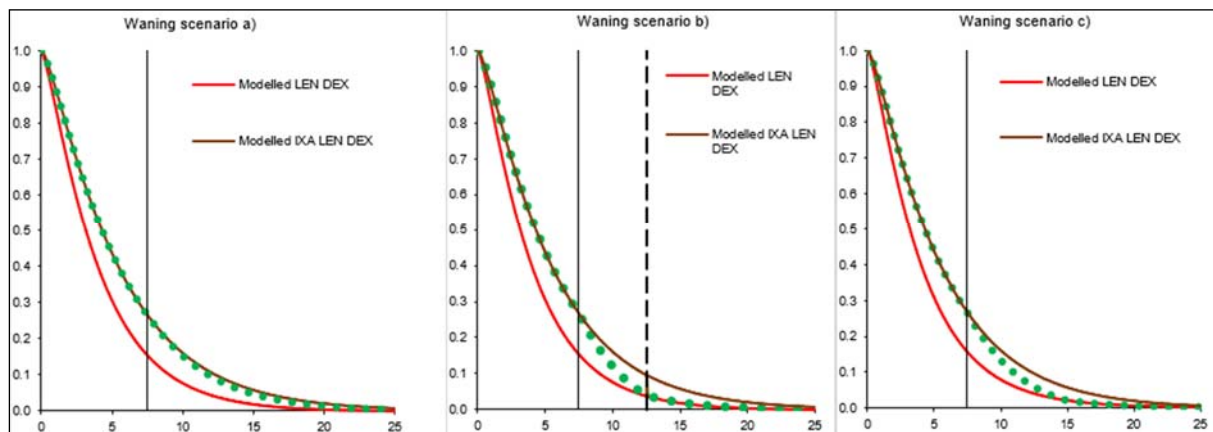 Waning scenario a)
1.0
0.9
0.8
0.7
0.6
0.5
0.4
0.3
0.2
0.1
0.0
0 5 10 15 20 25
Modelled LEN DEX
Modelled IXA LEN DEX
Waning scenario b)
1.0
0.9
0.8
0.7
0.6
0.5
0.4
0.3
0.2
0.1
0.0
0 5 10 15 20 25
Modelled LEN
DEX
Modelled IXA LEN
DEX
Waning scenario c)
1.0
0.9
0.8
0.7
0.6
0.5
0.4
0.3
0.2
0.1
0.0
0 5 10 15 20 25
Modelled LEN DEX
Modelled IXA LEN DEX